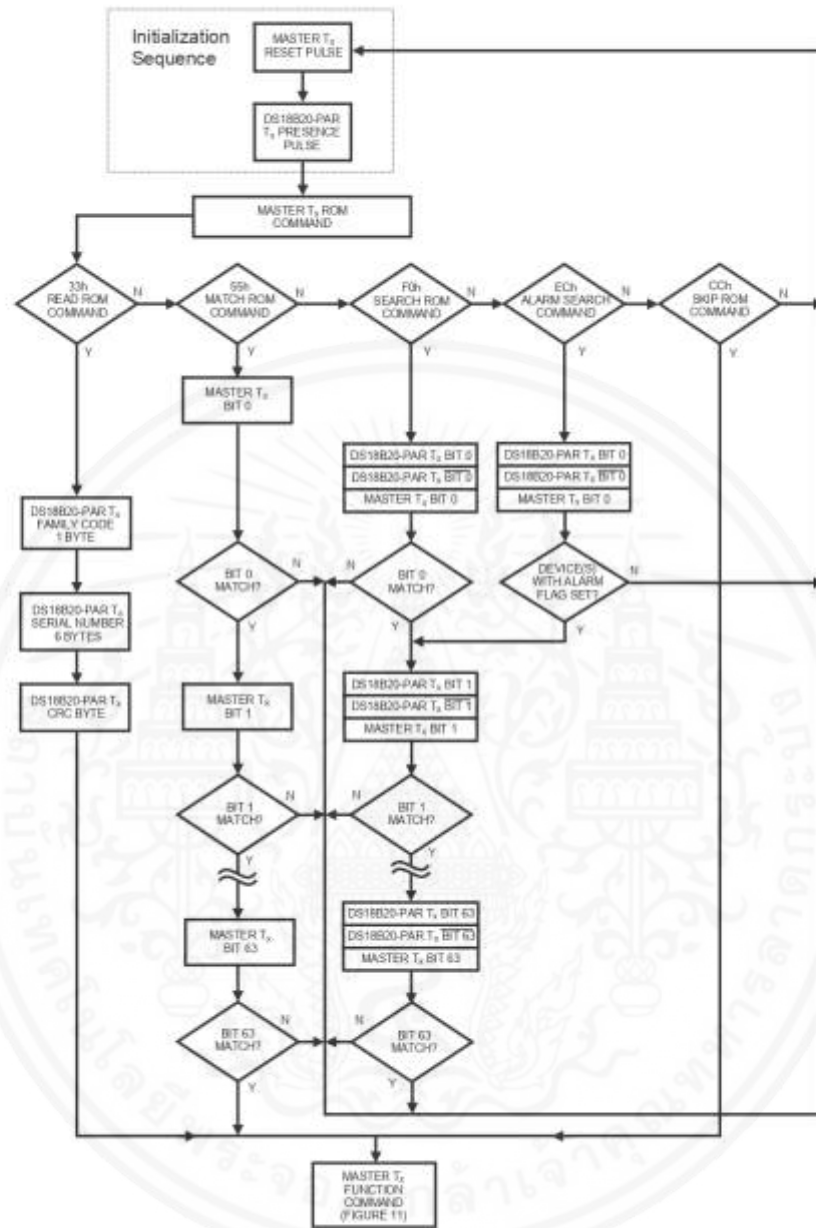 Initialization
Sequence
MASTER Tx
RESET PULSE
DS18B20-PAR
Tx PRESENCE
PULSE
MASTER Tx ROM
COMMAND
33h
READ ROM
COMMAND
N
Y
55h
MATCH ROM
COMMAND
N
Y
F0h
SEARCH ROM
COMMAND
N
Y
ECh
ALARM SEARCH
COMMAND
N
Y
CCh
SKIP ROM
COMMAND
N
Y
MASTER Tx
BIT 0
DS18B20-PAR Tx BIT 0
DS18B20-PAR Tx BIT 0
MASTER Tx BIT 0
DS18B20-PAR Tx BIT 0
DS18B20-PAR Tx BIT 0
MASTER Tx BIT 0
DS18B20-PAR Tx
FAMILY CODE
1 BYTE
BIT 0
MATCH?
N
Y
N
BIT 0
MATCH?
Y
DEVICE(S)
WITH ALARM
FLAG SET?
N
Y
DS18B20-PAR Tx
SERIAL NUMBER
6 BYTES
DS18B20-PAR Tx
CRC BYTE
MASTER Tx
BIT 1
DS18B20-PAR Tx BIT 1
DS18B20-PAR Tx BIT 1
MASTER Tx BIT 1
BIT 1
MATCH?
N
Y
N
BIT 1
MATCH?
Y
MASTER Tx
BIT 63
DS18B20-PAR Tx BIT 63
DS18B20-PAR Tx BIT 63
MASTER Tx BIT 63
BIT 63
MATCH?
N
Y
N
BIT 63
MATCH?
Y
MASTER Tx
FUNCTION
COMMAND
(FIGURE 11)